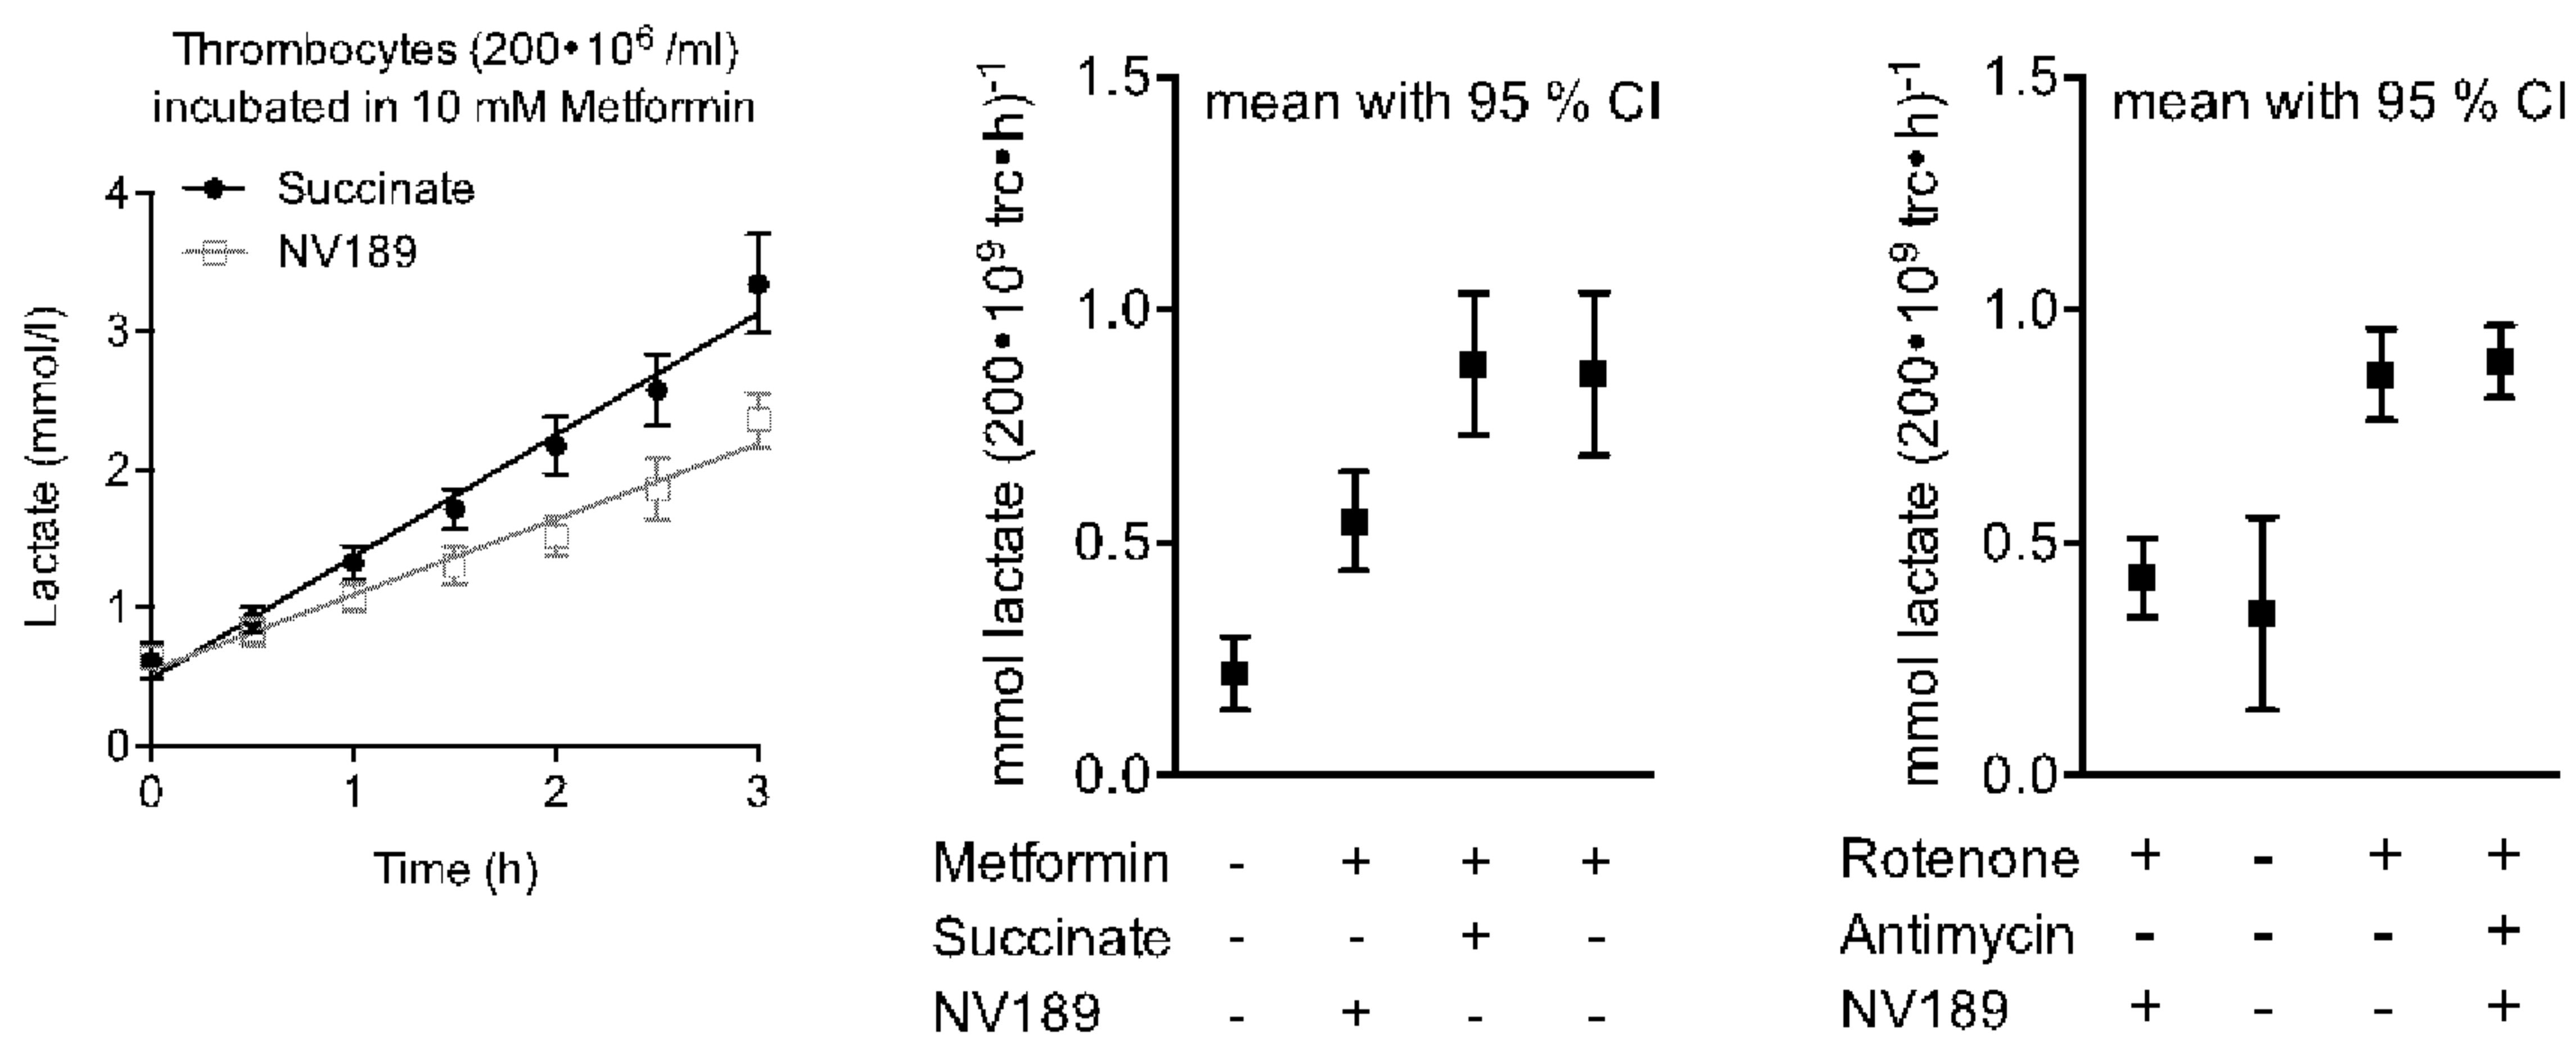 Thrombocytes (200•10⁶ /ml)
incubated in 10 mM Metformin
Succinate
NV189
Lactate (mmol/l)
4
3
2
1
0
0 1 2 3
Time (h)
mmol lactate (200•10⁹ trc•h)⁻¹
mean with 95 % CI
1.5
1.0
0.5
0.0
Metformin - + + +
Succinate - - + -
NV189 - + - -
mmol lactate (200•10⁹ trc•h)⁻¹
mean with 95 % CI
1.5
1.0
0.5
0.0
Rotenone + - + +
Antimycin - - - +
NV189 + - - +